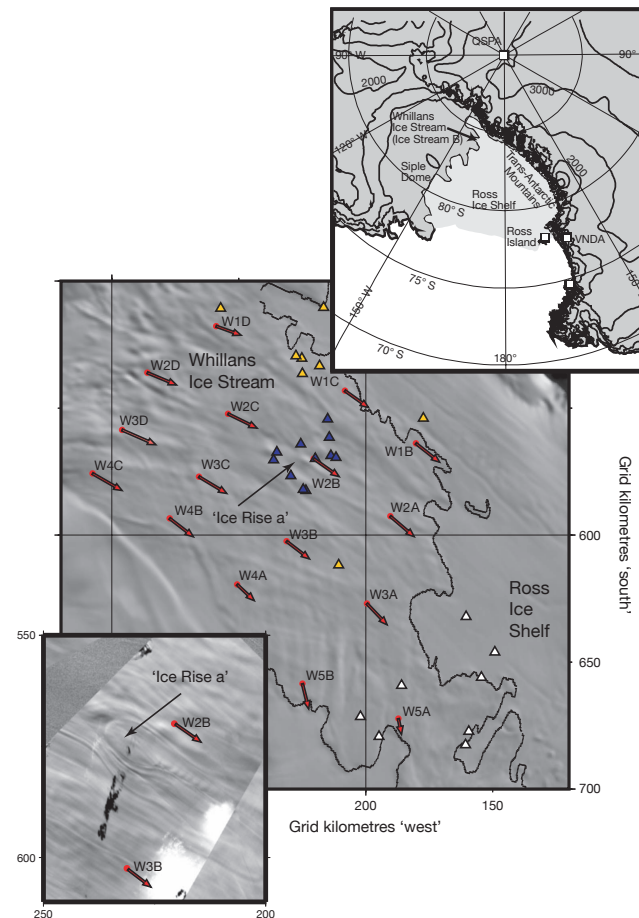 QSPA
90° W
90°
2000
3000
120° W
Whillans
Ice Stream
(Ice Stream B)
Siple
Dome
Trans-Antarctic
Mountains
2000
Ross
Ice Shelf
80° S
Ross
Island
VNDA
75° S
150° W
150°
70° S
180°
W1D
Whillans
Ice Stream
W2D
W1C
W2C
W3D
W1B
W4C
W3C
W2B
'Ice Rise a'
W2A
W4B
W3B
600
W4A
W3A
Ross
Ice
Shelf
Grid kilometres 'south'
550
650
W5B
W5A
700
200
150
Grid kilometres 'west'
'Ice Rise a'
W2B
W3B
600
250
200